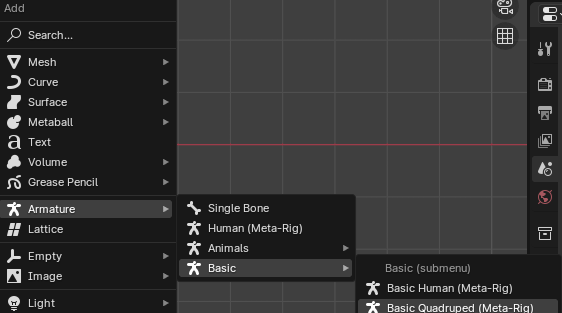 Add
Search...
Mesh
Curve
Surface
Metaball
Text
Volume
Grease Pencil
Armature
Lattice
Empty
Image
Light
Single Bone
Human (Meta-Rig)
Animals
Basic
Basic (submenu)
Basic Human (Meta-Rig)
Basic Quadruped (Meta-Rig)